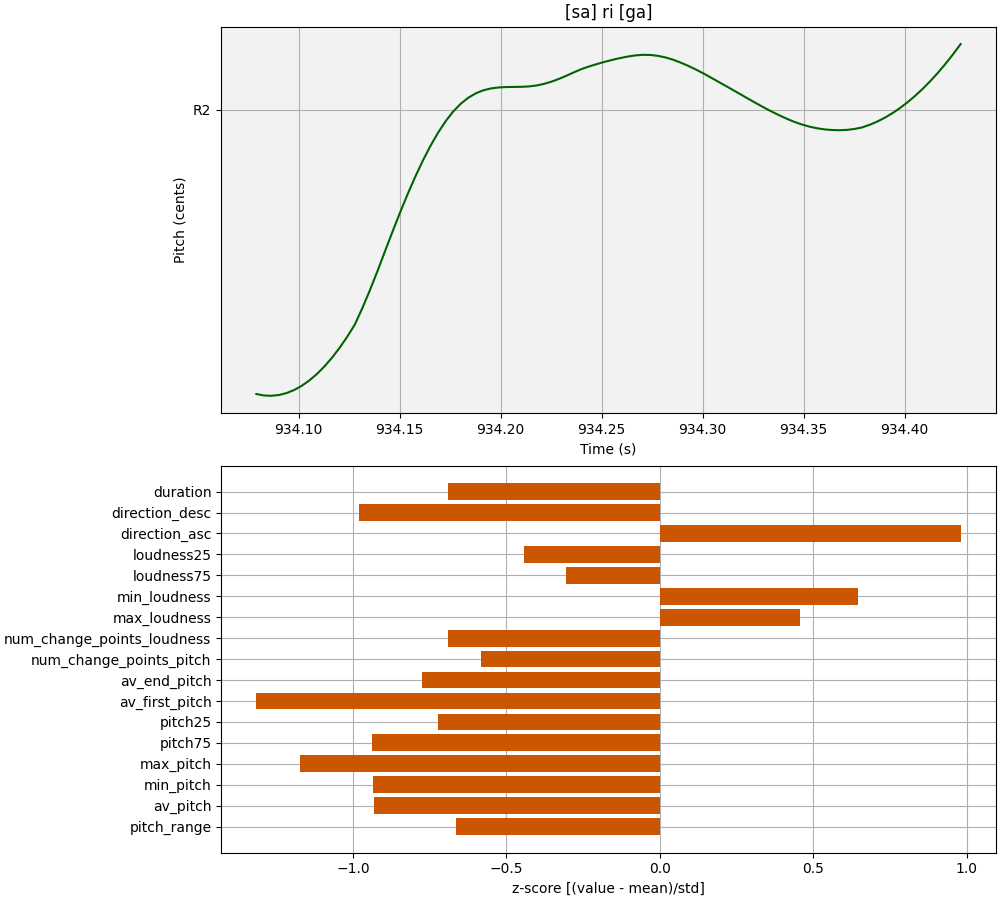 [sa] ri [ga]
R2
Pitch (cents)
934.10 934.15 934.20 934.25 934.30 934.35 934.40
Time (s)
duration
direction_desc
direction_asc
loudness25
loudness75
min_loudness
max_loudness
num_change_points_loudness
num_change_points_pitch
av_end_pitch
av_first_pitch
pitch25
pitch75
max_pitch
min_pitch
av_pitch
pitch_range
−1.0 −0.5 0.0 0.5 1.0
z-score [(value - mean)/std]